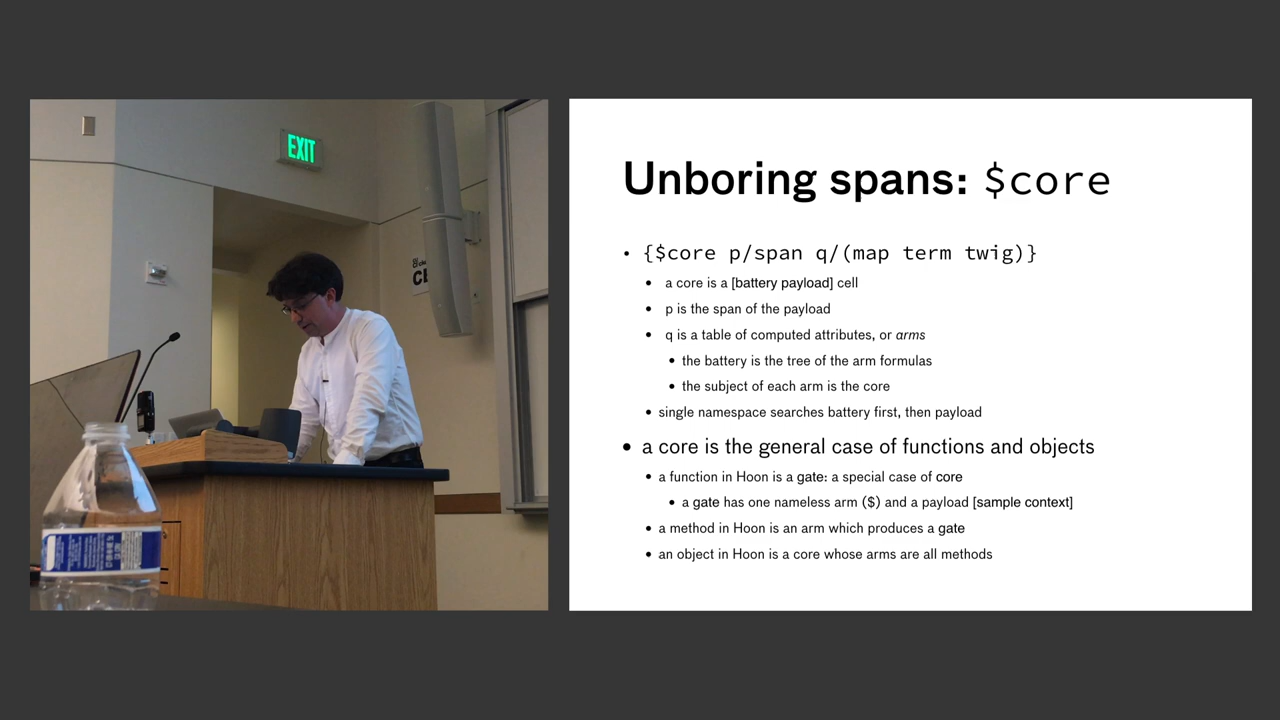 EXIT
Unboring spans: $core
• {$core p/span q/(map term twig)}
• a core is a [battery payload] cell
• p is the span of the payload
• q is a table of computed attributes, or arms
• the battery is the tree of the arm formulas
• the subject of each arm is the core
• single namespace searches battery first, then payload
• a core is the general case of functions and objects
• a function in Hoon is a gate: a special case of core
• a gate has one nameless arm ($) and a payload [sample context]
• a method in Hoon is an arm which produces a gate
• an object in Hoon is a core whose arms are all methods